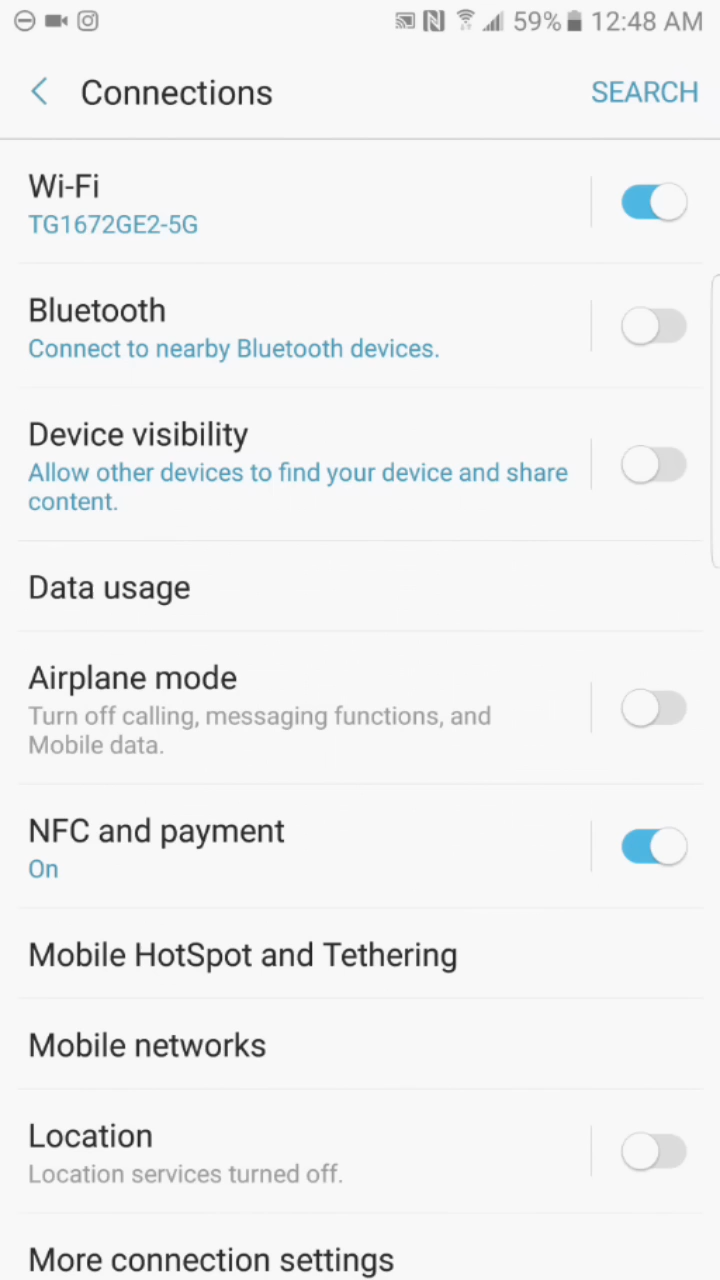 59% 12:48 AM
Connections SEARCH
Wi-Fi
TG1672GE2-5G
Bluetooth
Connect to nearby Bluetooth devices.
Device visibility
Allow other devices to find your device and share
content.
Data usage
Airplane mode
Turn off calling, messaging functions, and
Mobile data.
NFC and payment
On
Mobile HotSpot and Tethering
Mobile networks
Location
Location services turned off.
More connection settings